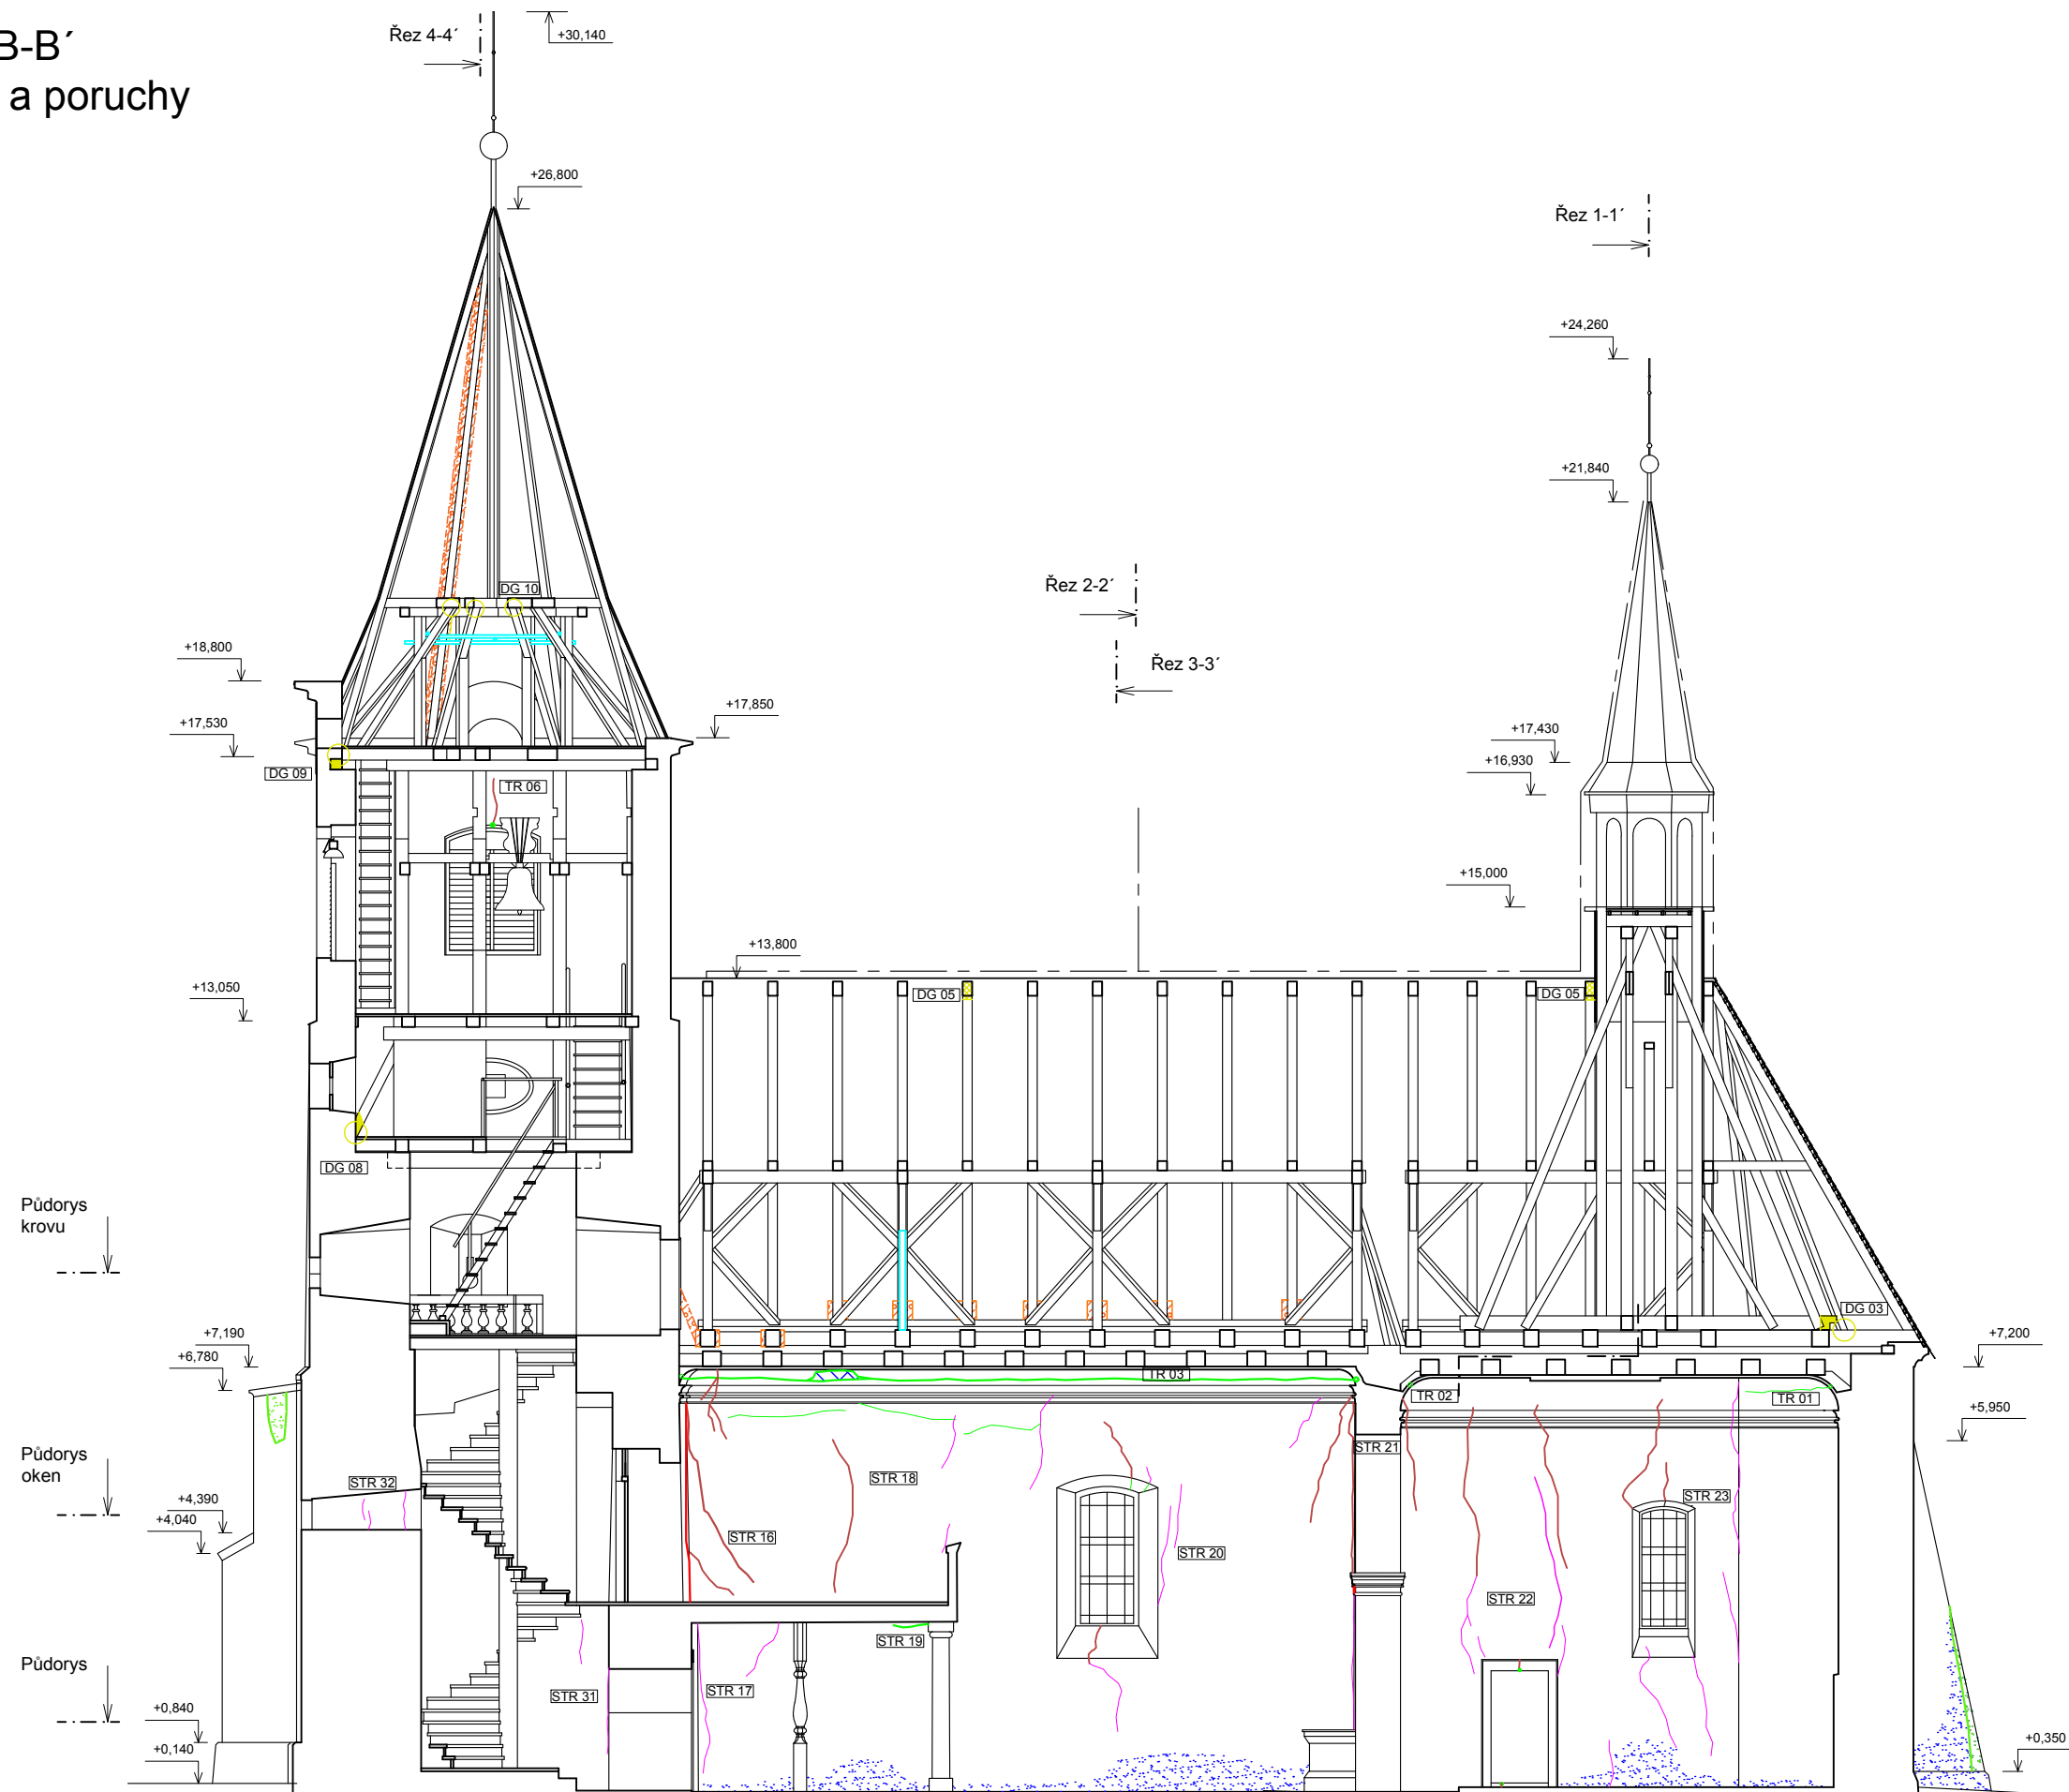 B-B´
a poruchy
Řez 4-4´
+30,140
+26,800
Řez 1-1´
+24,260
+21,840
Řez 2-2´
DG 10
Řez 3-3´
+18,800
+17,850
+17,530
+17,430
DG 09
+16,930
TR 06
+15,000
+13,800
DG 05
DG 05
+13,050
DG 08
Půdorys
krovu
DG 03
+7,190
+7,200
+6,780
TR 03
TR 02
TR 01
+5,950
STR 21
Půdorys
oken
STR 32
STR 18
STR 23
+4,390
+4,040
STR 16
STR 20
STR 22
STR 19
Půdorys
STR 17
STR 31
+0,840
+0,140
+0,350